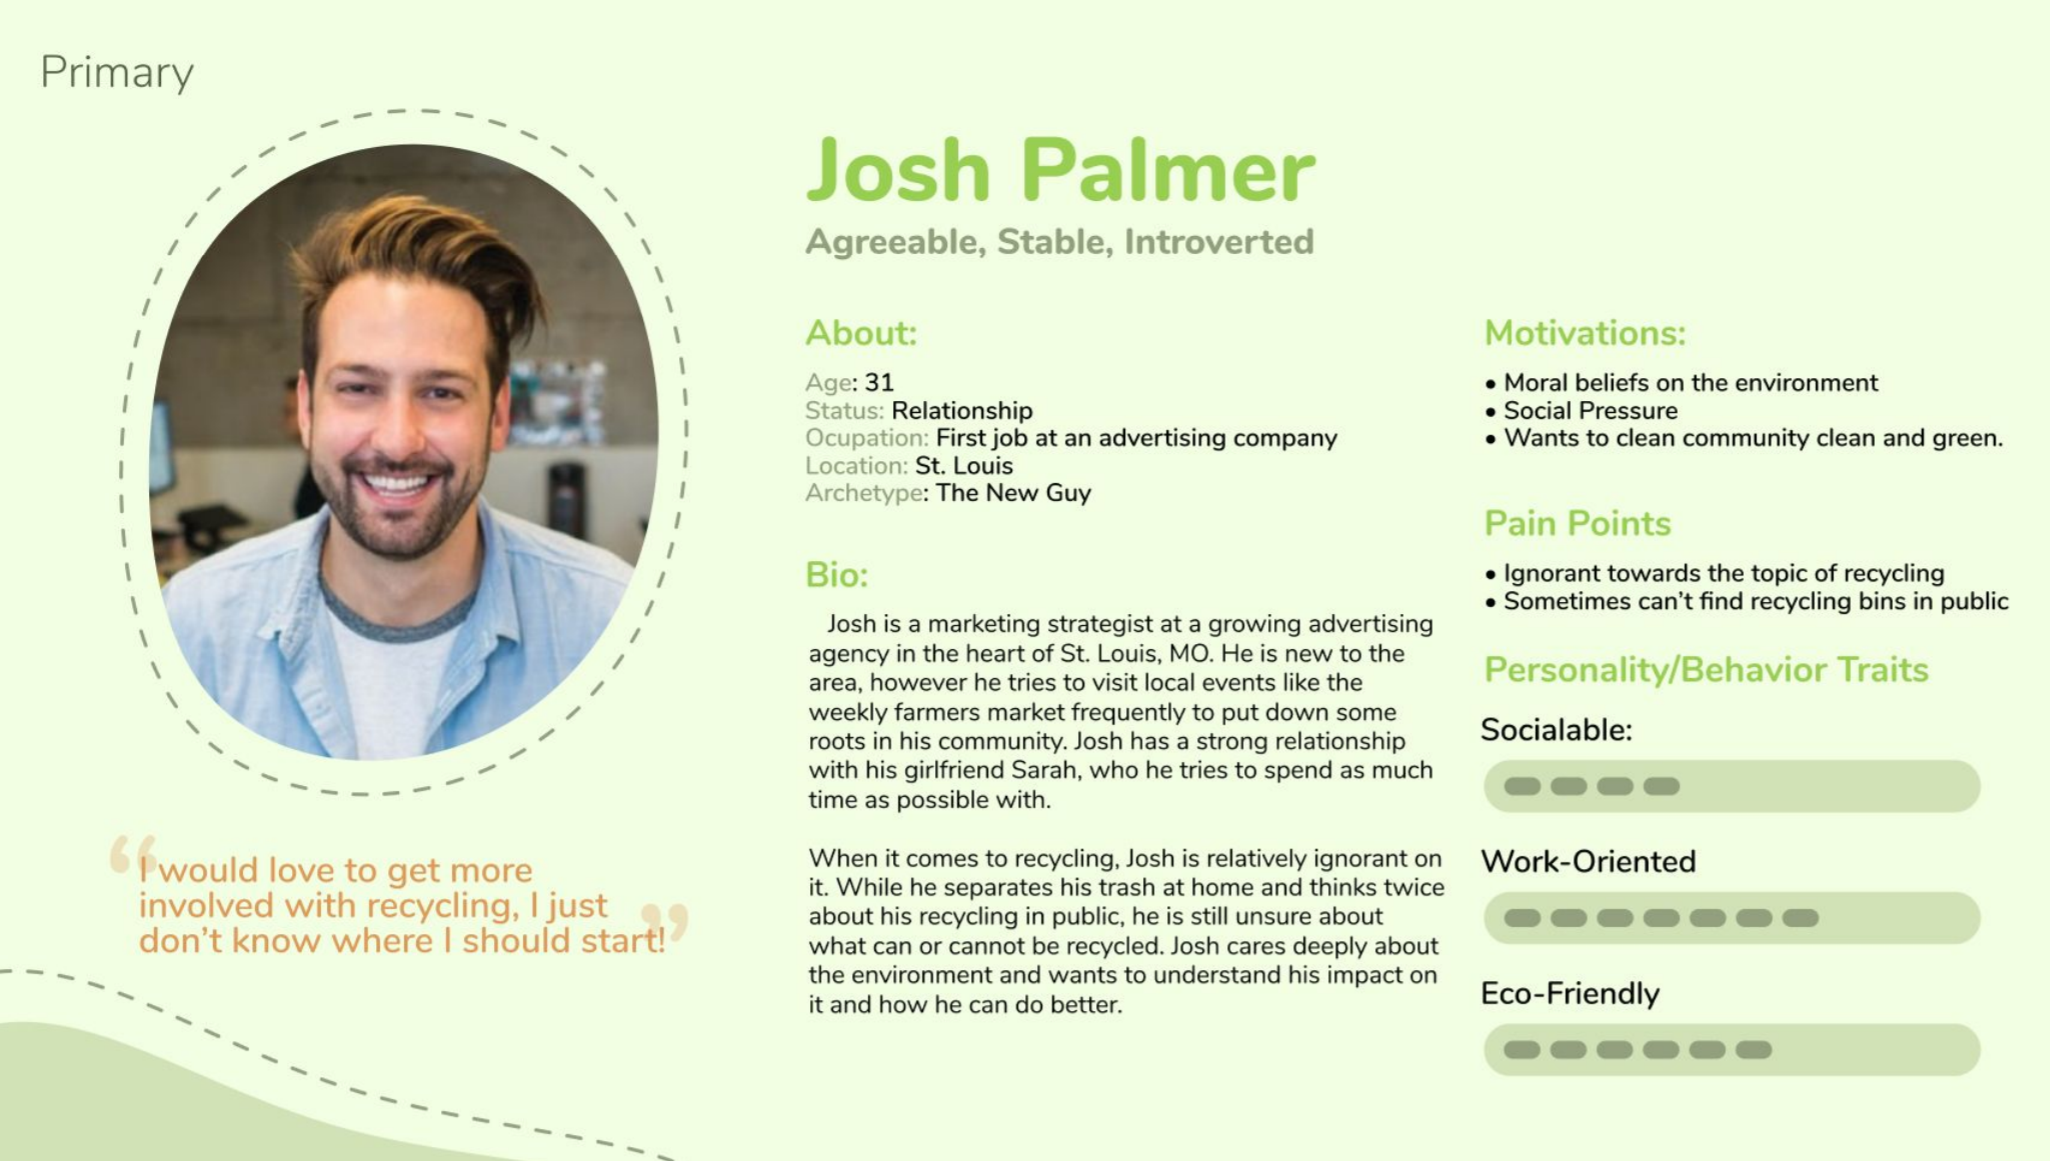 Primary
Josh Palmer
Agreeable, Stable, Introverted
About:
Age: 31
Status: Relationship
Ocupation: First job at an advertising company
Location: St. Louis
Archetype: The New Guy
Bio:
Josh is a marketing strategist at a growing advertising
agency in the heart of St. Louis, MO. He is new to the
area, however he tries to visit local events like the
weekly farmers market frequently to put down some
roots in his community. Josh has a strong relationship
with his girlfriend Sarah, who he tries to spend as much
time as possible with.
When it comes to recycling, Josh is relatively ignorant on
it. While he separates his trash at home and thinks twice
about his recycling in public, he is still unsure about
what can or cannot be recycled. Josh cares deeply about
the environment and wants to understand his impact on
it and how he can do better.
Motivations:
• Moral beliefs on the environment
• Social Pressure
• Wants to clean community clean and green.
Pain Points
• Ignorant towards the topic of recycling
• Sometimes can't find recycling bins in public
Personality/Behavior Traits
Socialable:
Work-Oriented
Eco-Friendly
“I would love to get more
involved with recycling, I just
don't know where I should start!”